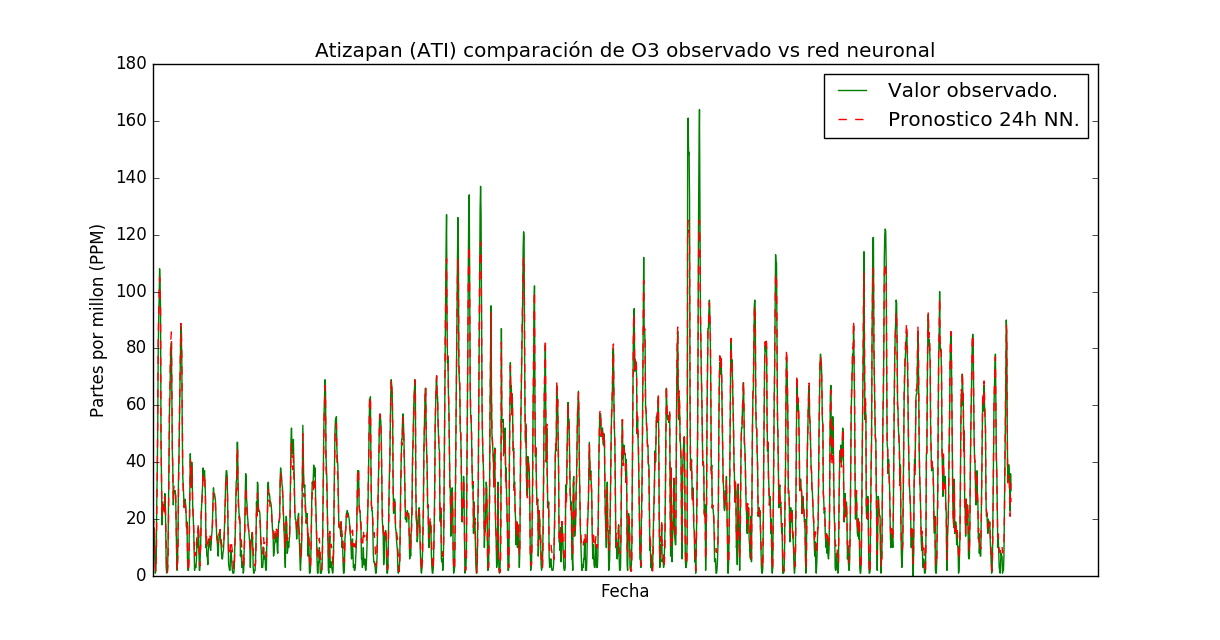 Atizapan (ATI) comparación de O3 observado vs red neuronal
180
160
140
120
100
80
60
40
20
0
Partes por millon (PPM)
Valor observado.
Pronostico 24h NN.
Fecha